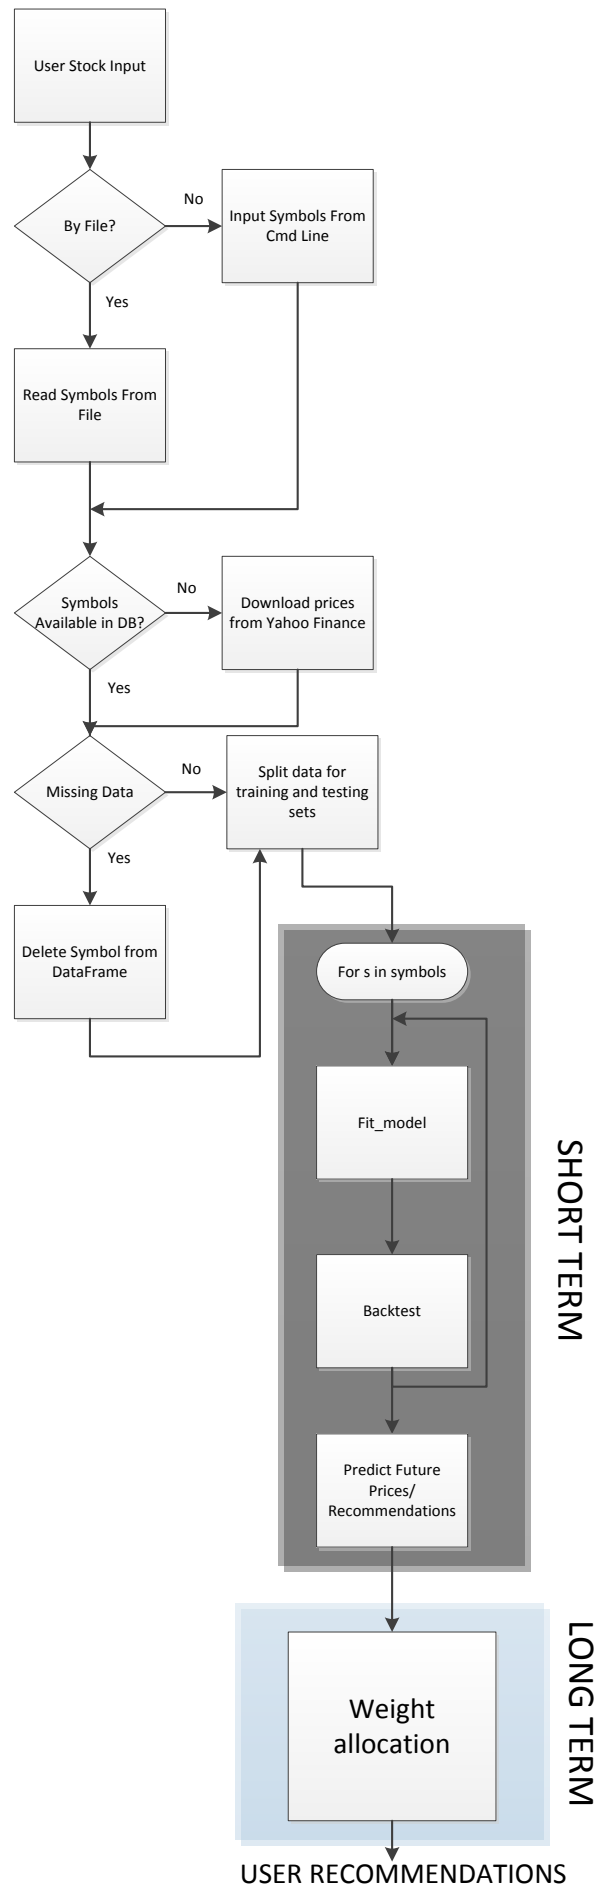 User Stock Input
By File?
No
Input Symbols From
Cmd Line
Yes
Read Symbols From
File
Symbols
Available in DB?
No
Download prices
from Yahoo Finance
Yes
Missing Data
No
Split data for
training and testing
sets
Yes
Delete Symbol from
DataFrame
For s in symbols
Fit_model
Backtest
Predict Future
Prices/
Recommendations
SHORT TERM
Weight
allocation
LONG TERM
USER RECOMMENDATIONS